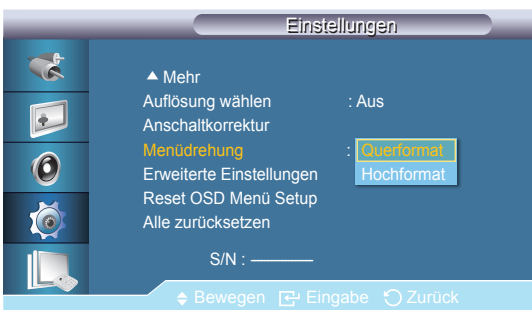 Einstellungen
Mehr
Auflösung wählen : Aus
Anschaltkorrektur
Menüdrehung : Querformat
Hochformat
Erweiterte Einstellungen
Reset OSD Menü Setup
Alle zurücksetzen
S/N : ————
Bewegen Eingabe Zurück